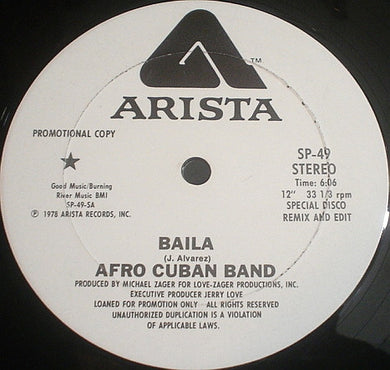 TM
ARISTA
PROMOTIONAL COPY
SP-49
STEREO
Time: 6:06
12" 33 1/3 rpm
SPECIAL DISCO
REMIX AND EDIT
Good Music/Burning
River Music BMI
SP-49-SA
℗ 1978 ARISTA RECORDS, INC.
BAILA
(J. Alvarez)
AFRO CUBAN BAND
PRODUCED BY MICHAEL ZAGER FOR LOVE-ZAGER PRODUCTIONS, INC.
EXECUTIVE PRODUCER JERRY LOVE
LOANED FOR PROMOTION ONLY ALL RIGHTS RESERVED
UNAUTHORIZED DUPLICATION IS A VIOLATION
OF APPLICABLE LAWS.